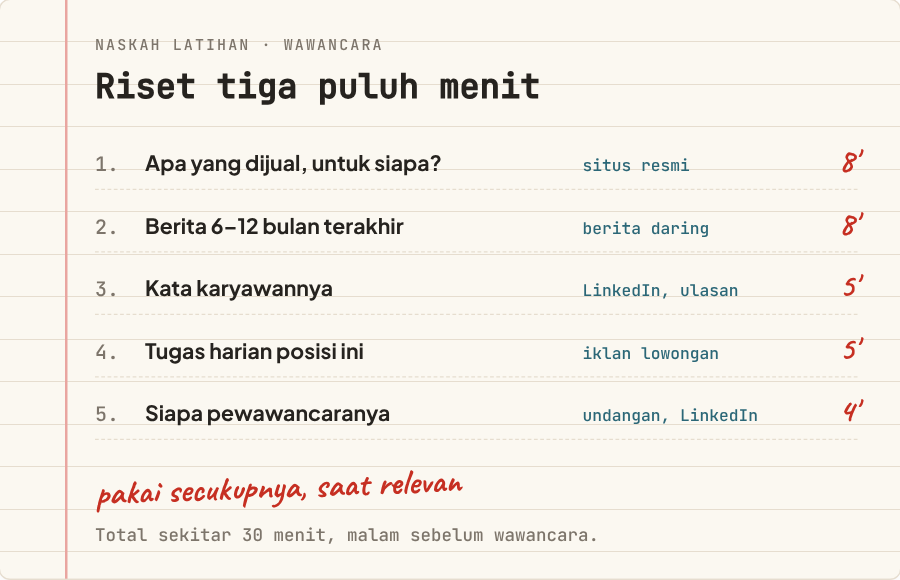 NASKAH LATIHAN · WAWANCARA
Riset tiga puluh menit
1. Apa yang dijual, untuk siapa? situs resmi 8'
2. Berita 6–12 bulan terakhir berita daring 8'
3. Kata karyawannya LinkedIn, ulasan 5'
4. Tugas harian posisi ini iklan lowongan 5'
5. Siapa pewawancaranya undangan, LinkedIn 4'
pakai secukupnya, saat relevan
Total sekitar 30 menit, malam sebelum wawancara.